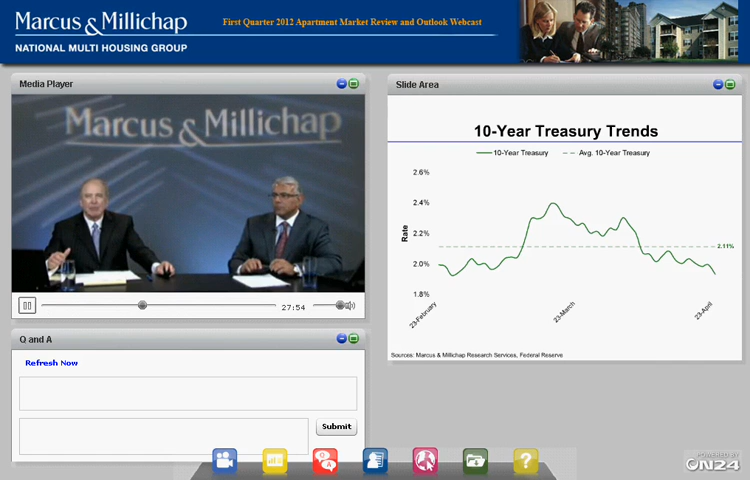 Marcus & Millichap
NATIONAL MULTI HOUSING GROUP
First Quarter 2012 Apartment Market Review and Outlook Webcast
Media Player
Marcus & Millichap
27:54
Q and A
Refresh Now
Submit
Slide Area
10-Year Treasury Trends
10-Year Treasury
Avg. 10-Year Treasury
Rate
2.6%
2.4%
2.2%
2.0%
1.8%
2.11%
23-February
23-March
23-April
Sources: Marcus & Millichap Research Services, Federal Reserve
Q
A
?
POWERED BY
ON24